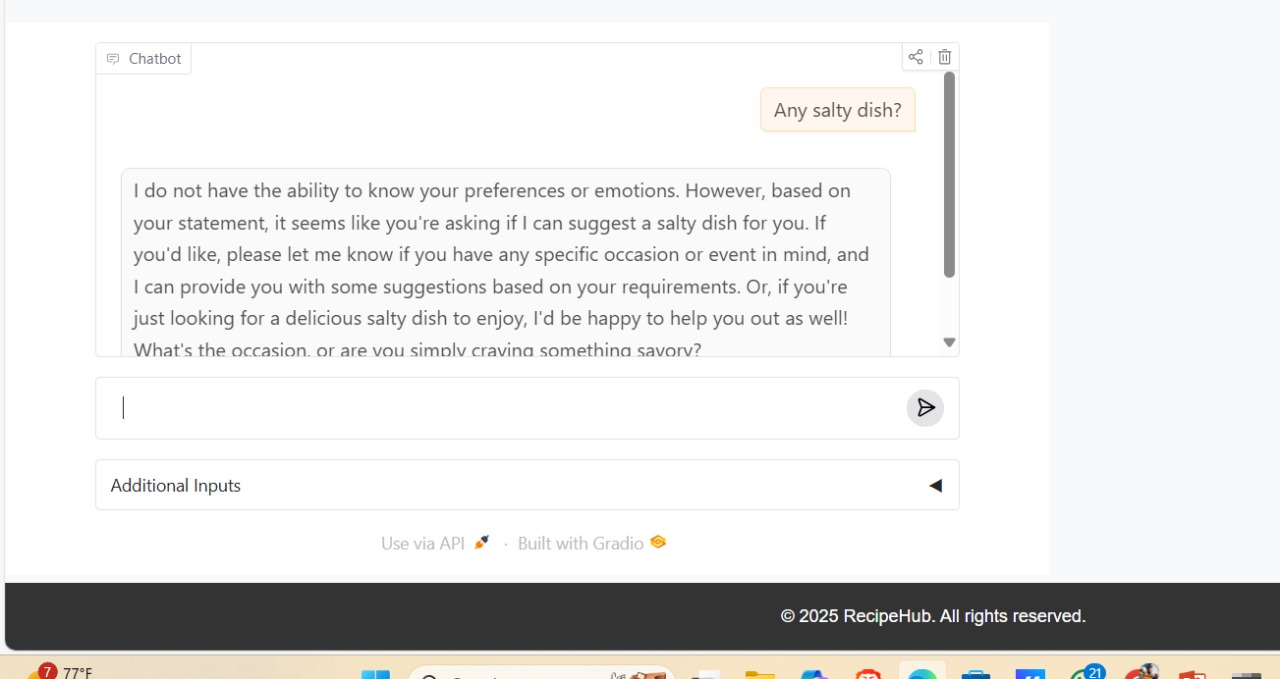 Chatbot
Any salty dish?
I do not have the ability to know your preferences or emotions. However, based on
your statement, it seems like you're asking if I can suggest a salty dish for you. If
you'd like, please let me know if you have any specific occasion or event in mind, and
I can provide you with some suggestions based on your requirements. Or, if you're
just looking for a delicious salty dish to enjoy, I'd be happy to help you out as well!
What's the occasion, or are you simply craving something savory?
Additional Inputs
Use via API · Built with Gradio
© 2025 RecipeHub. All rights reserved.
7 77°F
21